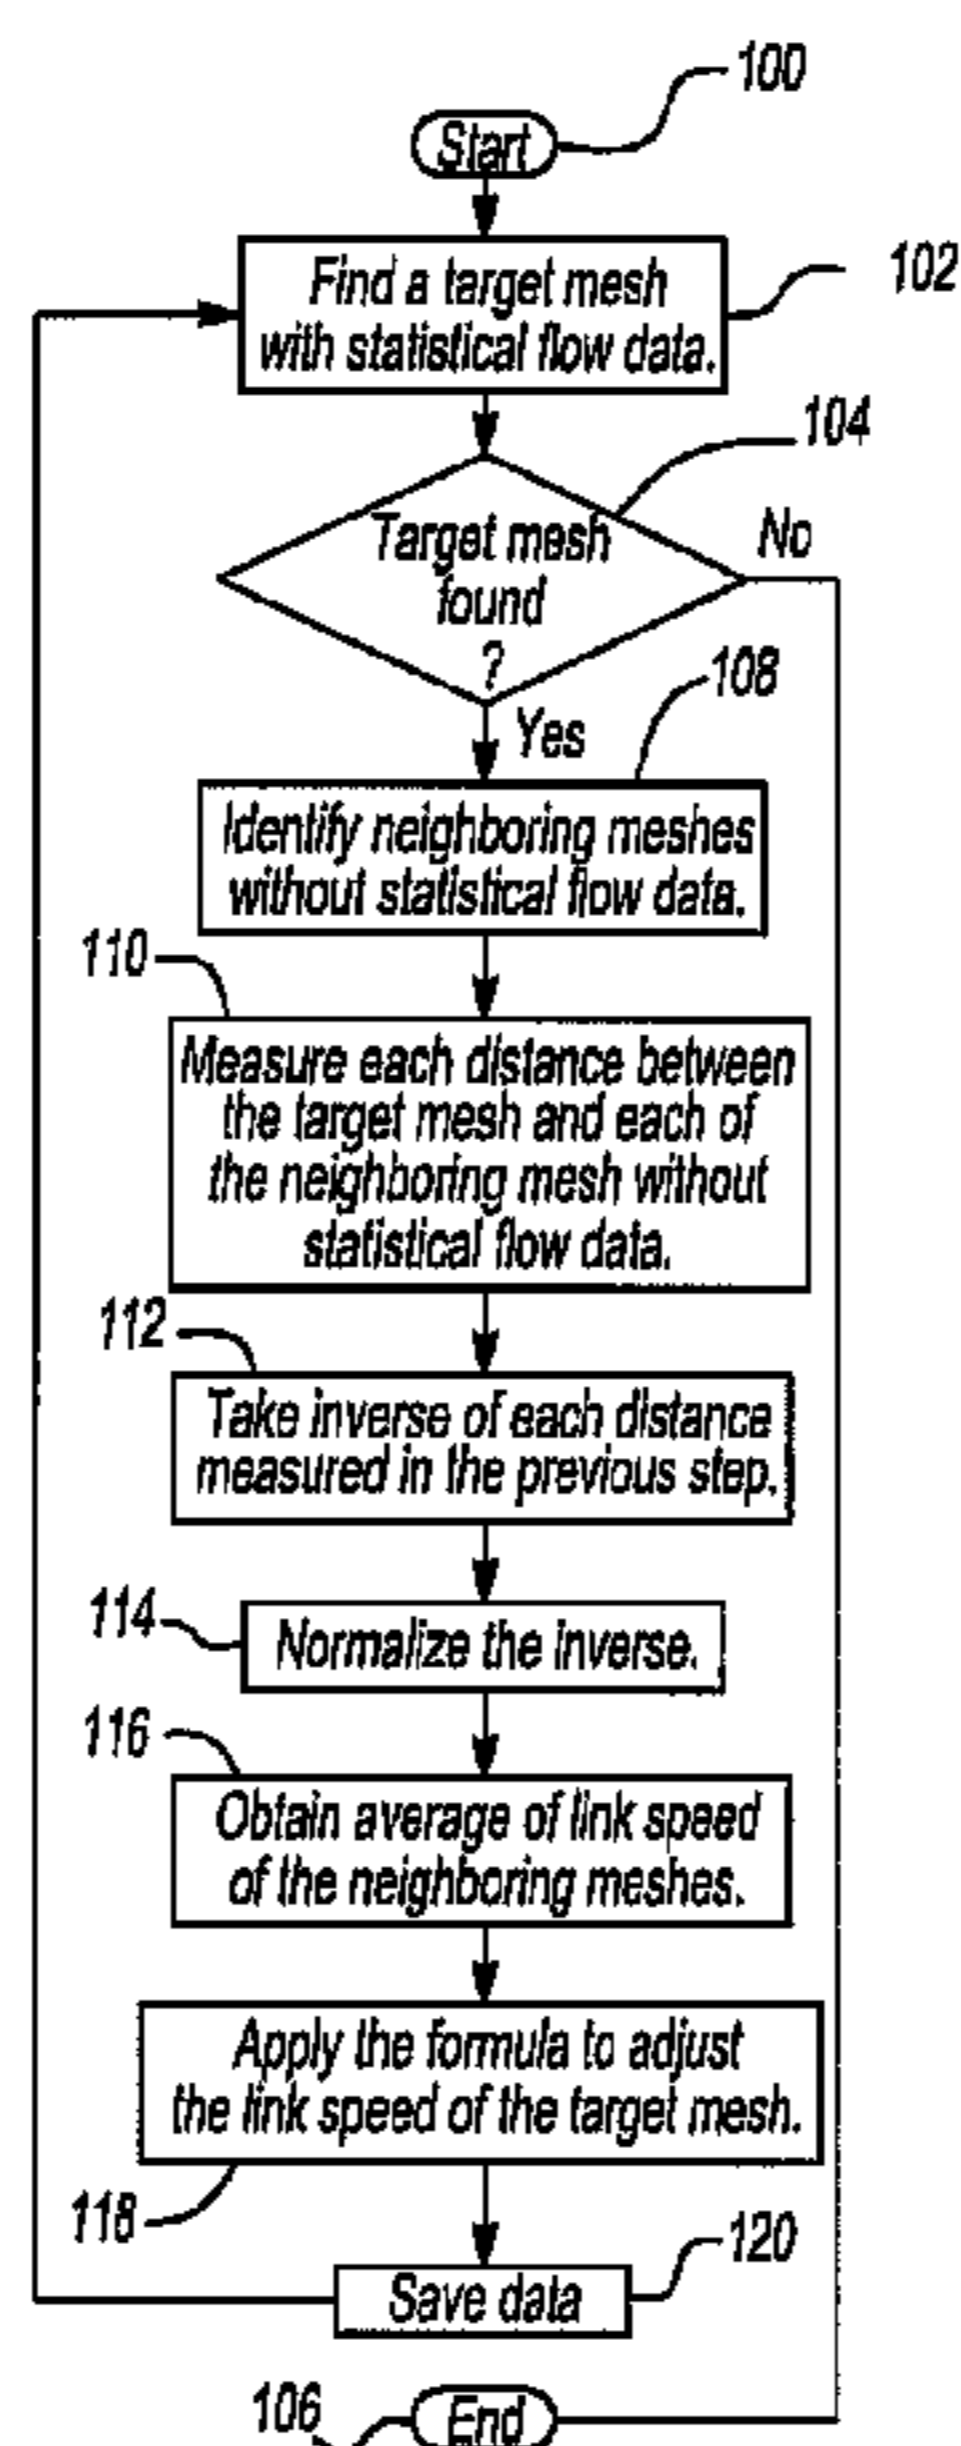 100
Start
Find a target mesh
with statistical flow data.
102
104
Target mesh
found
?
No
Yes
108
Identify neighboring meshes
without statistical flow data.
110
Measure each distance between
the target mesh and each of
the neighboring mesh without
statistical flow data.
112
Take inverse of each distance
measured in the previous step.
114
Normalize the inverse.
116
Obtain average of link speed
of the neighboring meshes.
Apply the formula to adjust
the link speed of the target mesh.
118
120
Save data
106
End